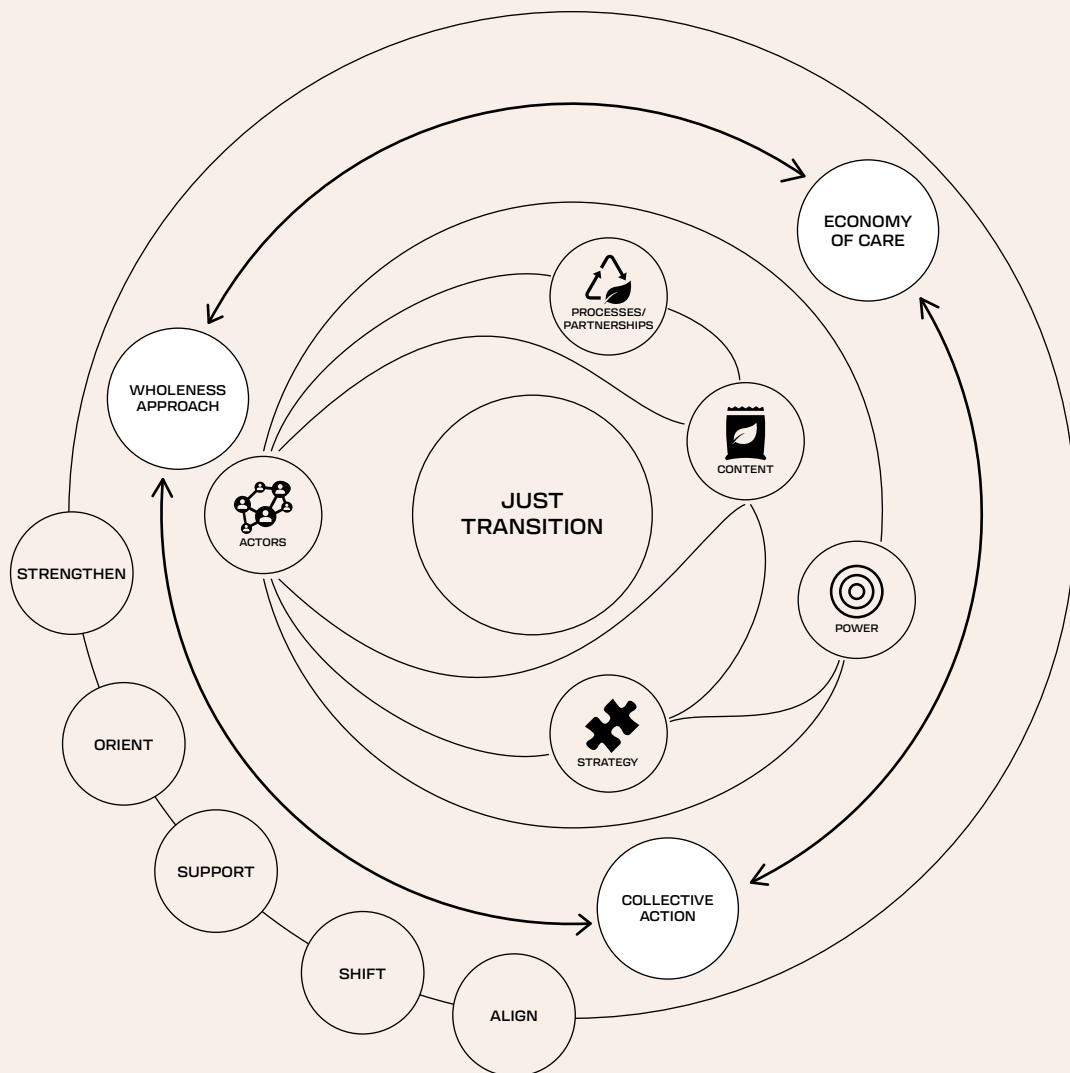 ECONOMY
OF CARE
PROCESSES/
PARTNERSHIPS
WHOLENESS
APPROACH
CONTENT
JUST
TRANSITION
ACTORS
STRENGTHEN
POWER
ORIENT
STRATEGY
SUPPORT
COLLECTIVE
ACTION
SHIFT
ALIGN